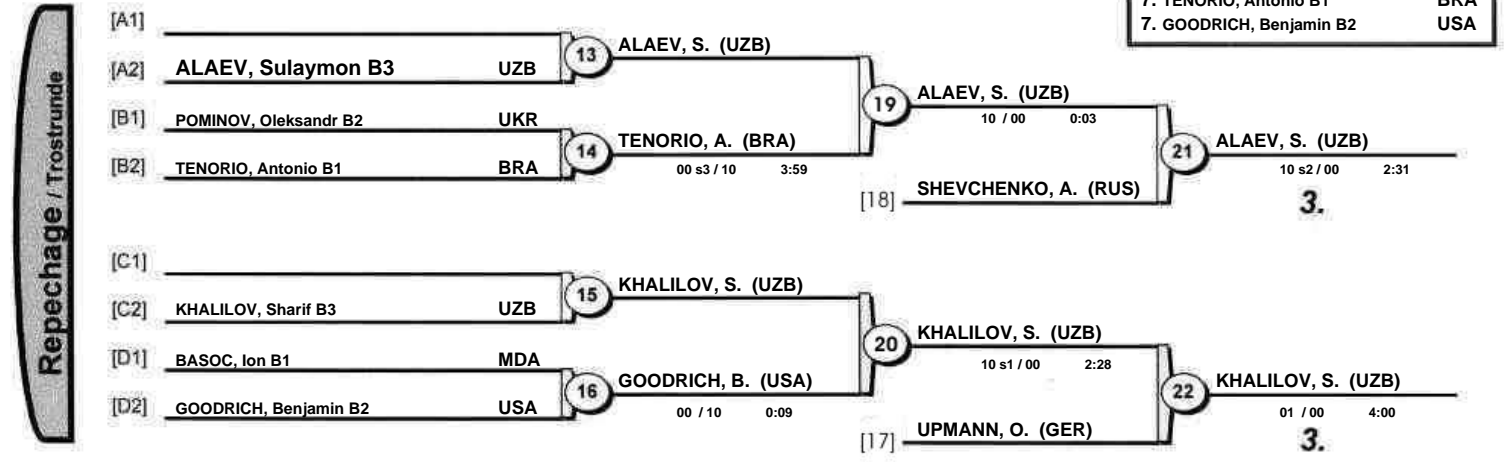 7. TENORIO, Antonio B1 BRA
7. GOODRICH, Benjamin B2 USA
Repechage / Trostrunde
[A1]
[A2] ALAEV, Sulaymon B3 UZB
13 ALAEV, S. (UZB)
[B1] POMINOV, Oleksandr B2 UKR
[B2] TENORIO, Antonio B1 BRA
14 TENORIO, A. (BRA)
00 s3 / 10 3:59
19 ALAEV, S. (UZB)
10 / 00 0:03
[18] SHEVCHENKO, A. (RUS)
21 ALAEV, S. (UZB)
10 s2 / 00 2:31
3.
[C1]
[C2] KHALILOV, Sharif B3 UZB
15 KHALILOV, S. (UZB)
[D1] BASOC, Ion B1 MDA
[D2] GOODRICH, Benjamin B2 USA
16 GOODRICH, B. (USA)
00 / 10 0:09
20 KHALILOV, S. (UZB)
10 s1 / 00 2:28
[17] UPMANN, O. (GER)
22 KHALILOV, S. (UZB)
01 / 00 4:00
3.